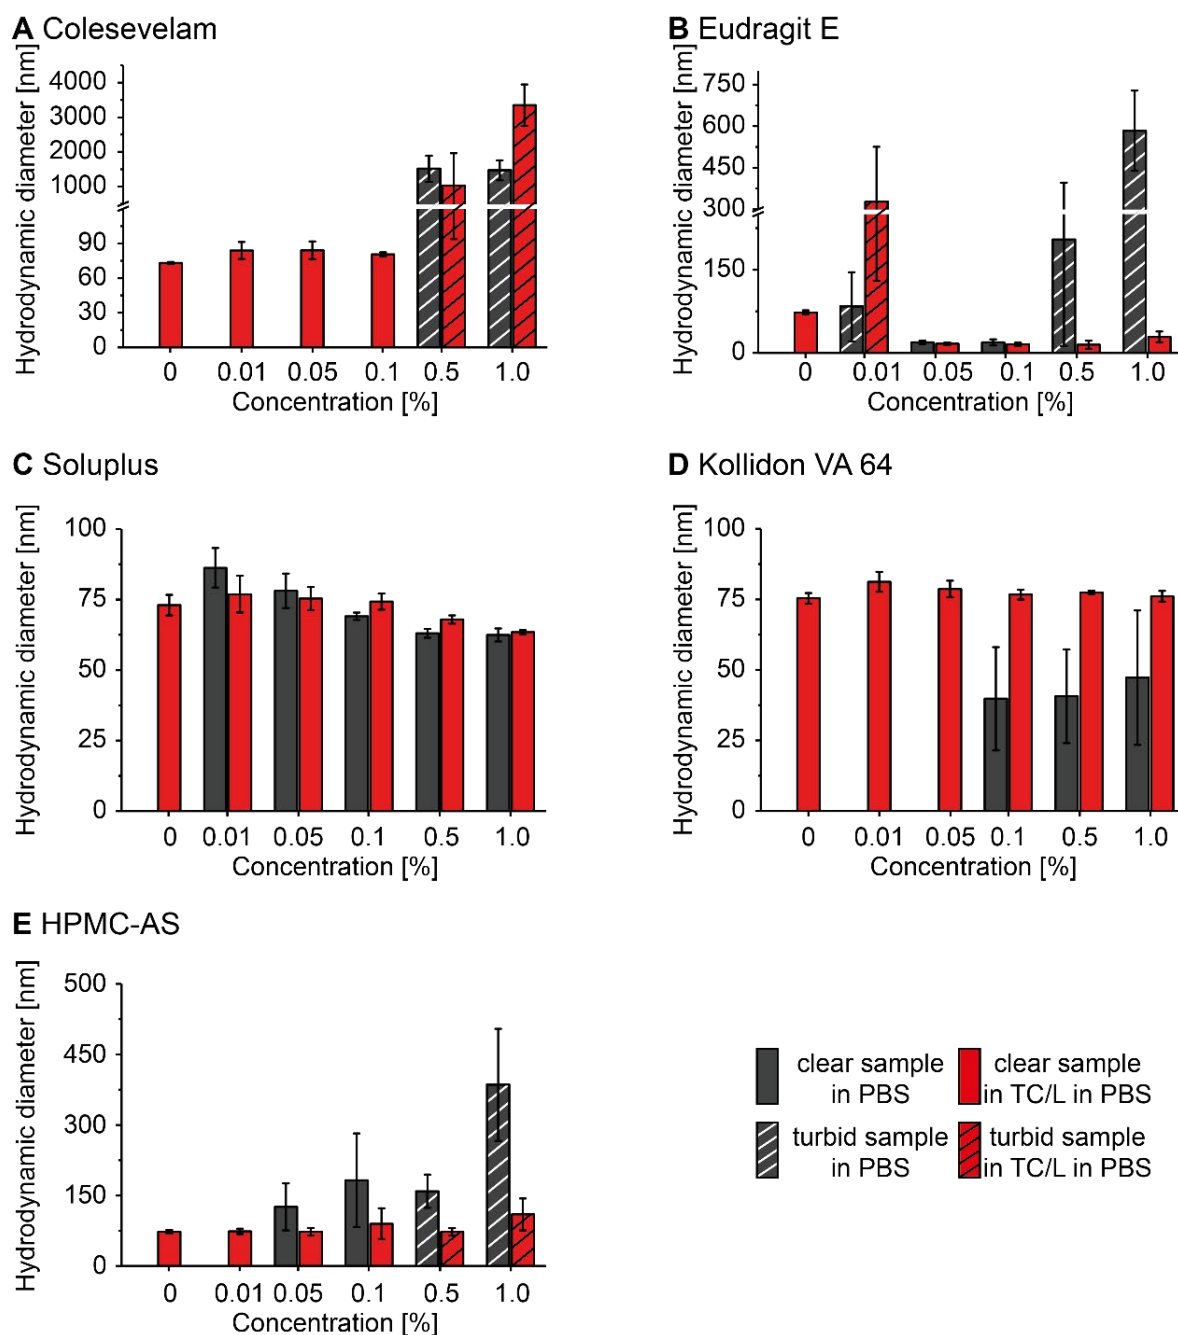 A Colesevelam
Hydrodynamic diameter [nm]
4000
3000
2000
1000
90
60
30
0
0 0.01 0.05 0.1 0.5 1.0
Concentration [%]
B Eudragit E
Hydrodynamic diameter [nm]
750
600
450
300
150
0
0 0.01 0.05 0.1 0.5 1.0
Concentration [%]
C Soluplus
Hydrodynamic diameter [nm]
100
75
50
25
0
0 0.01 0.05 0.1 0.5 1.0
Concentration [%]
D Kollidon VA 64
Hydrodynamic diameter [nm]
100
75
50
25
0
0 0.01 0.05 0.1 0.5 1.0
Concentration [%]
E HPMC-AS
Hydrodynamic diameter [nm]
500
450
300
150
0
0 0.01 0.05 0.1 0.5 1.0
Concentration [%]
clear sample
in PBS
clear sample
in TC/L in PBS
turbid sample
in PBS
turbid sample
in TC/L in PBS